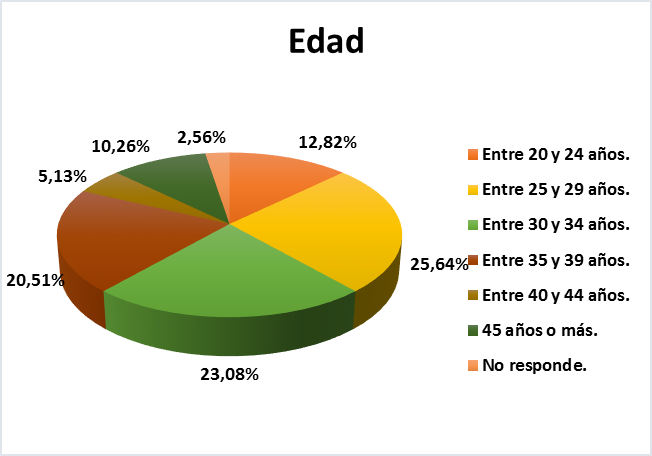 Edad
2,56%
12,82%
10,26%
5,13%
25,64%
20,51%
23,08%
Entre 20 y 24 años.
Entre 25 y 29 años.
Entre 30 y 34 años.
Entre 35 y 39 años.
Entre 40 y 44 años.
45 años o más.
No responde.